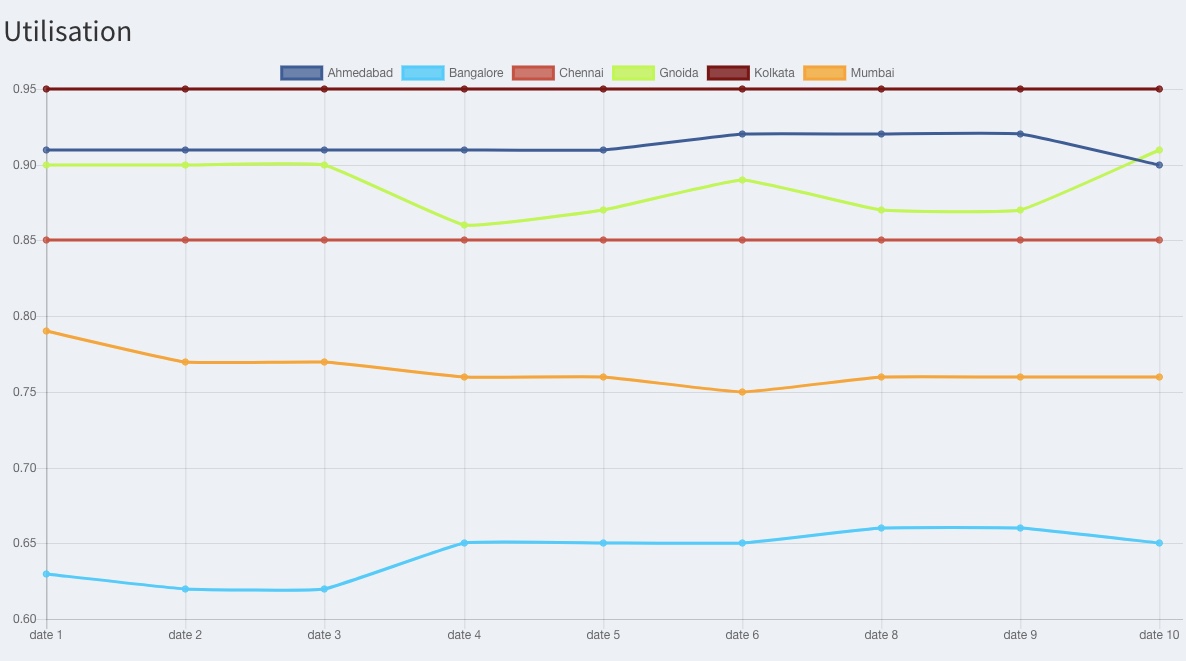 Utilisation
Ahmedabad Bangalore Chennai Gnoida Kolkata Mumbai
0.95
0.90
0.85
0.80
0.75
0.70
0.65
0.60
date 1 date 2 date 3 date 4 date 5 date 6 date 8 date 9 date 10